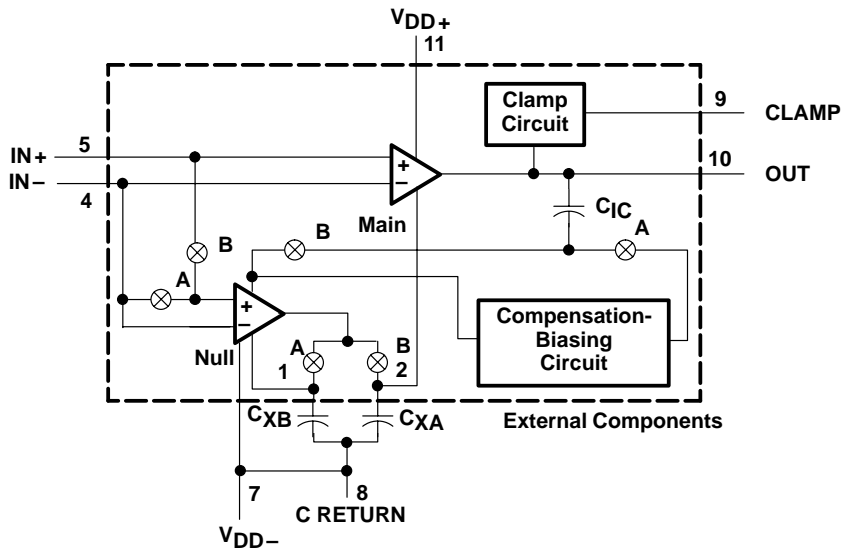 VDD+
11
Clamp
Circuit
9
CLAMP
5
IN+
+
10
IN−
−
OUT
4
Main
CIC
B
B
A
A
+
−
Null
Compensation-
Biasing
Circuit
A
B
1
2
CXB
CXA
External Components
7
8
C RETURN
VDD−